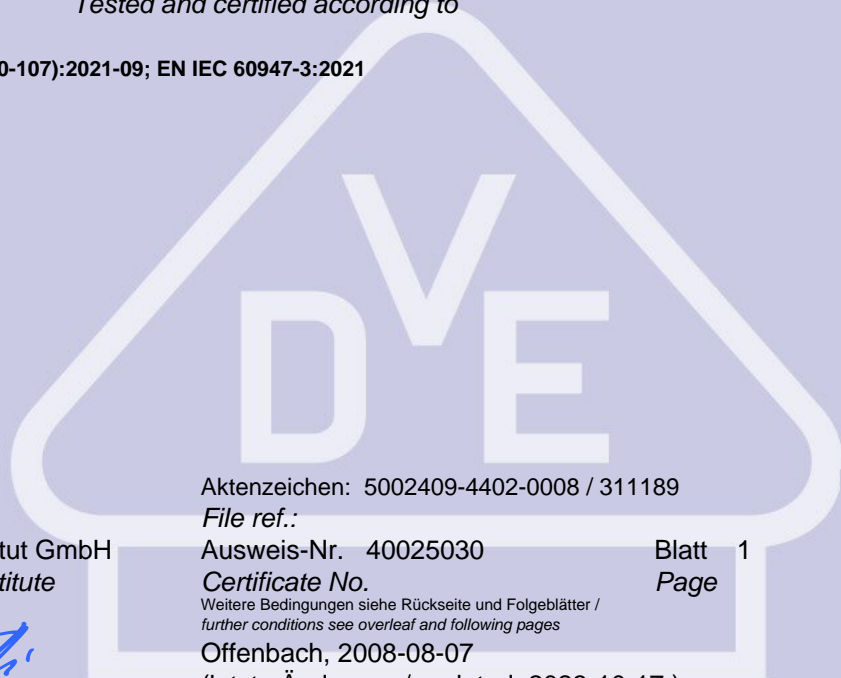 Tested and certified according to
0-107):2021-09; EN IEC 60947-3:2021
VDE
Aktenzeichen: 5002409-4402-0008 / 311189
File ref.:
tut GmbH
Ausweis-Nr. 40025030 Blatt 1
titute
Certificate No. Page
Weitere Bedingungen siehe Rückseite und Folgeblätter /
further conditions see overleaf and following pages
Offenbach, 2008-08-07